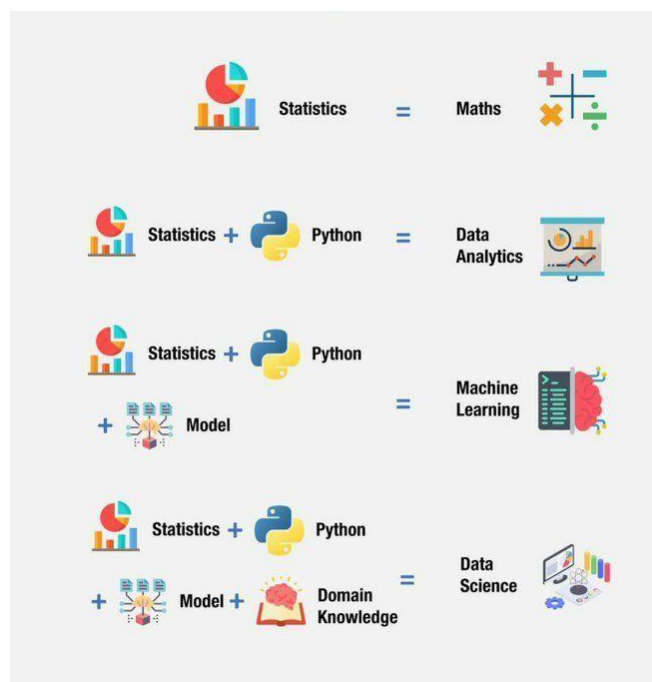 Statistics = Maths
Statistics + Python = Data
Analytics
Statistics + Python
+ Model = Machine
Learning
Statistics + Python
+ Model + Domain
Knowledge = Data
Science